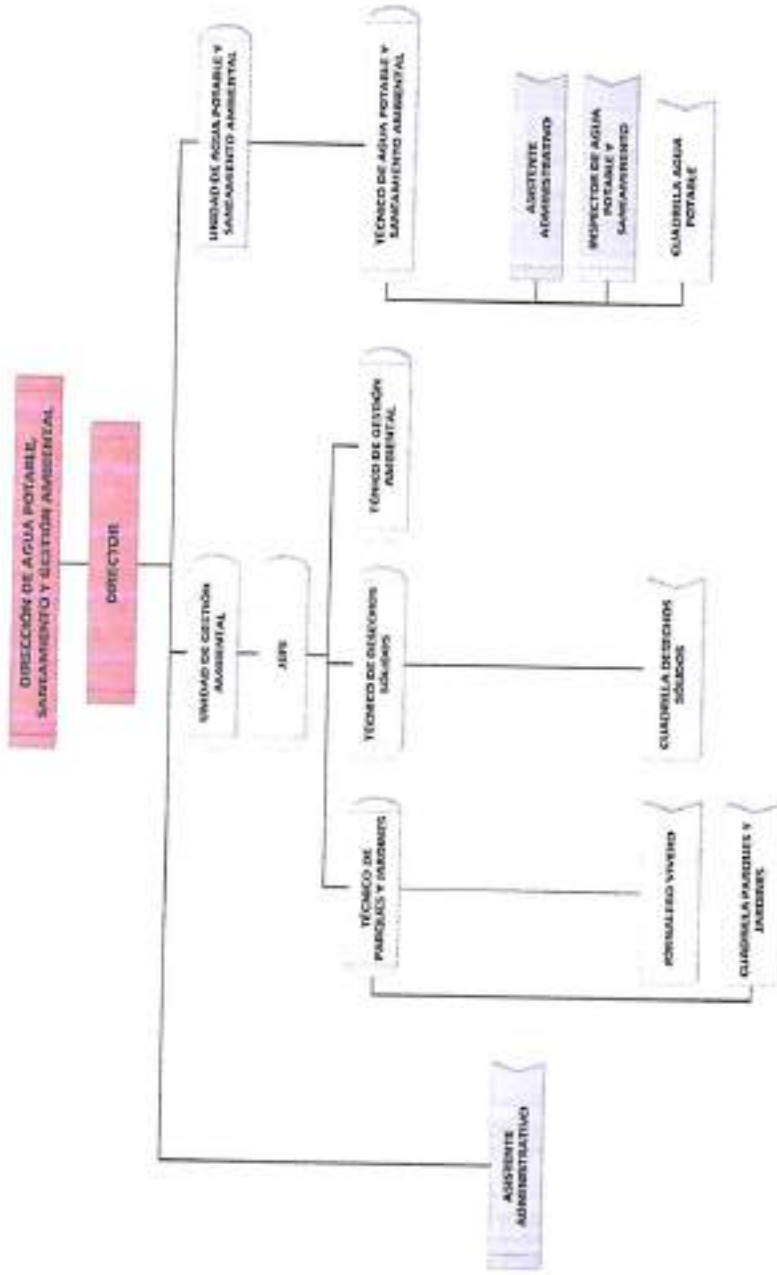 DIRECCIÓN DE AGUA POTABLE,
SANEAMIENTO Y GESTIÓN AMBIENTAL
DIRECTOR
UNIDAD DE GESTIÓN
AMBIENTAL
UNIDAD DE AGUA POTABLE Y
SANEAMIENTO AMBIENTAL
JEFE
TÉCNICO DE
PARQUES Y JARDINES
TÉCNICO DE DESECHOS
SÓLIDOS
TÉNICO DE GESTIÓN
AMBIENTAL
TÉCNICO DE AGUA POTABLE Y
SANEAMIENTO AMBIENTAL
ASISTENTE
ADMINISTRATIVO
ASISTENTE
ADMINISTRATIVO
INSPECTOR DE AGUA
POTABLE Y
SANEAMIENTO
JORNALERO VIVERO
CUADRILLA DESECHOS
SÓLIDOS
CUADRILLA AGUA
POTABLE
CUADRILLA PARQUES Y
JARDINES